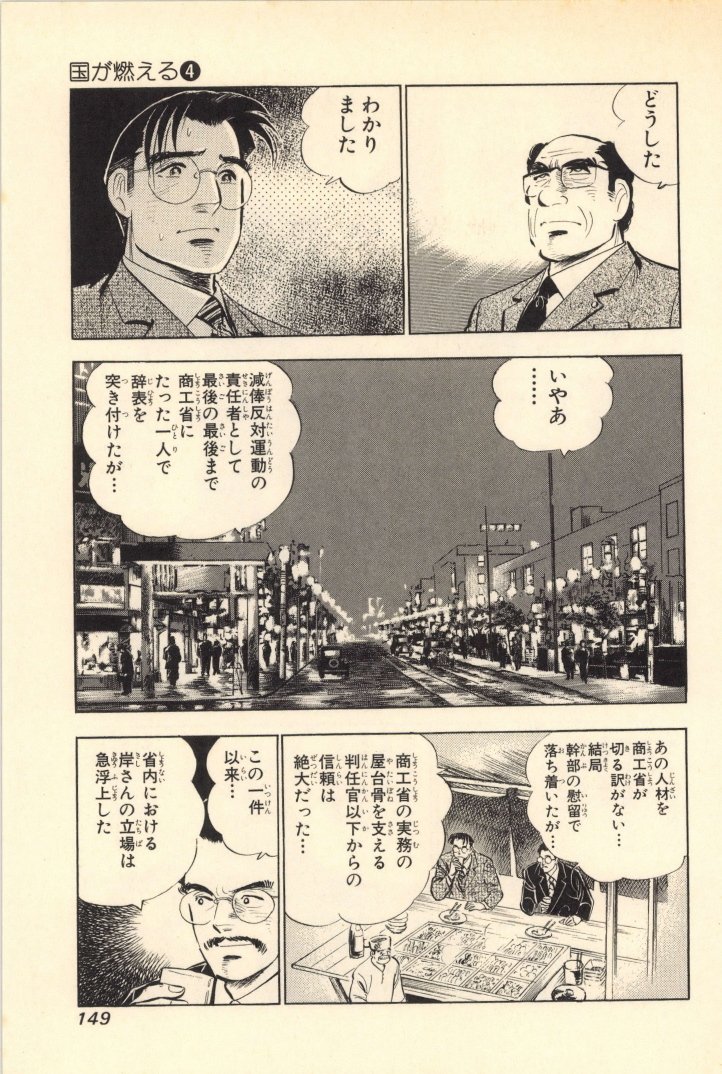 国が燃える❹
どうした
わかり
ました
いやあ
……
減俸反対運動の
責任者として
最後の最後まで
商工省に
たった一人で
辞表を
突き付けたが…
あの人材を
商工省が
切る訳がない…
結局
幹部の慰留で
落ち着いたが…
商工省の実務の
屋台骨を支える
判任官以下からの
信頼は
絶大だった…
この一件
以来…
省内における
岸さんの立場は
急浮上した
149